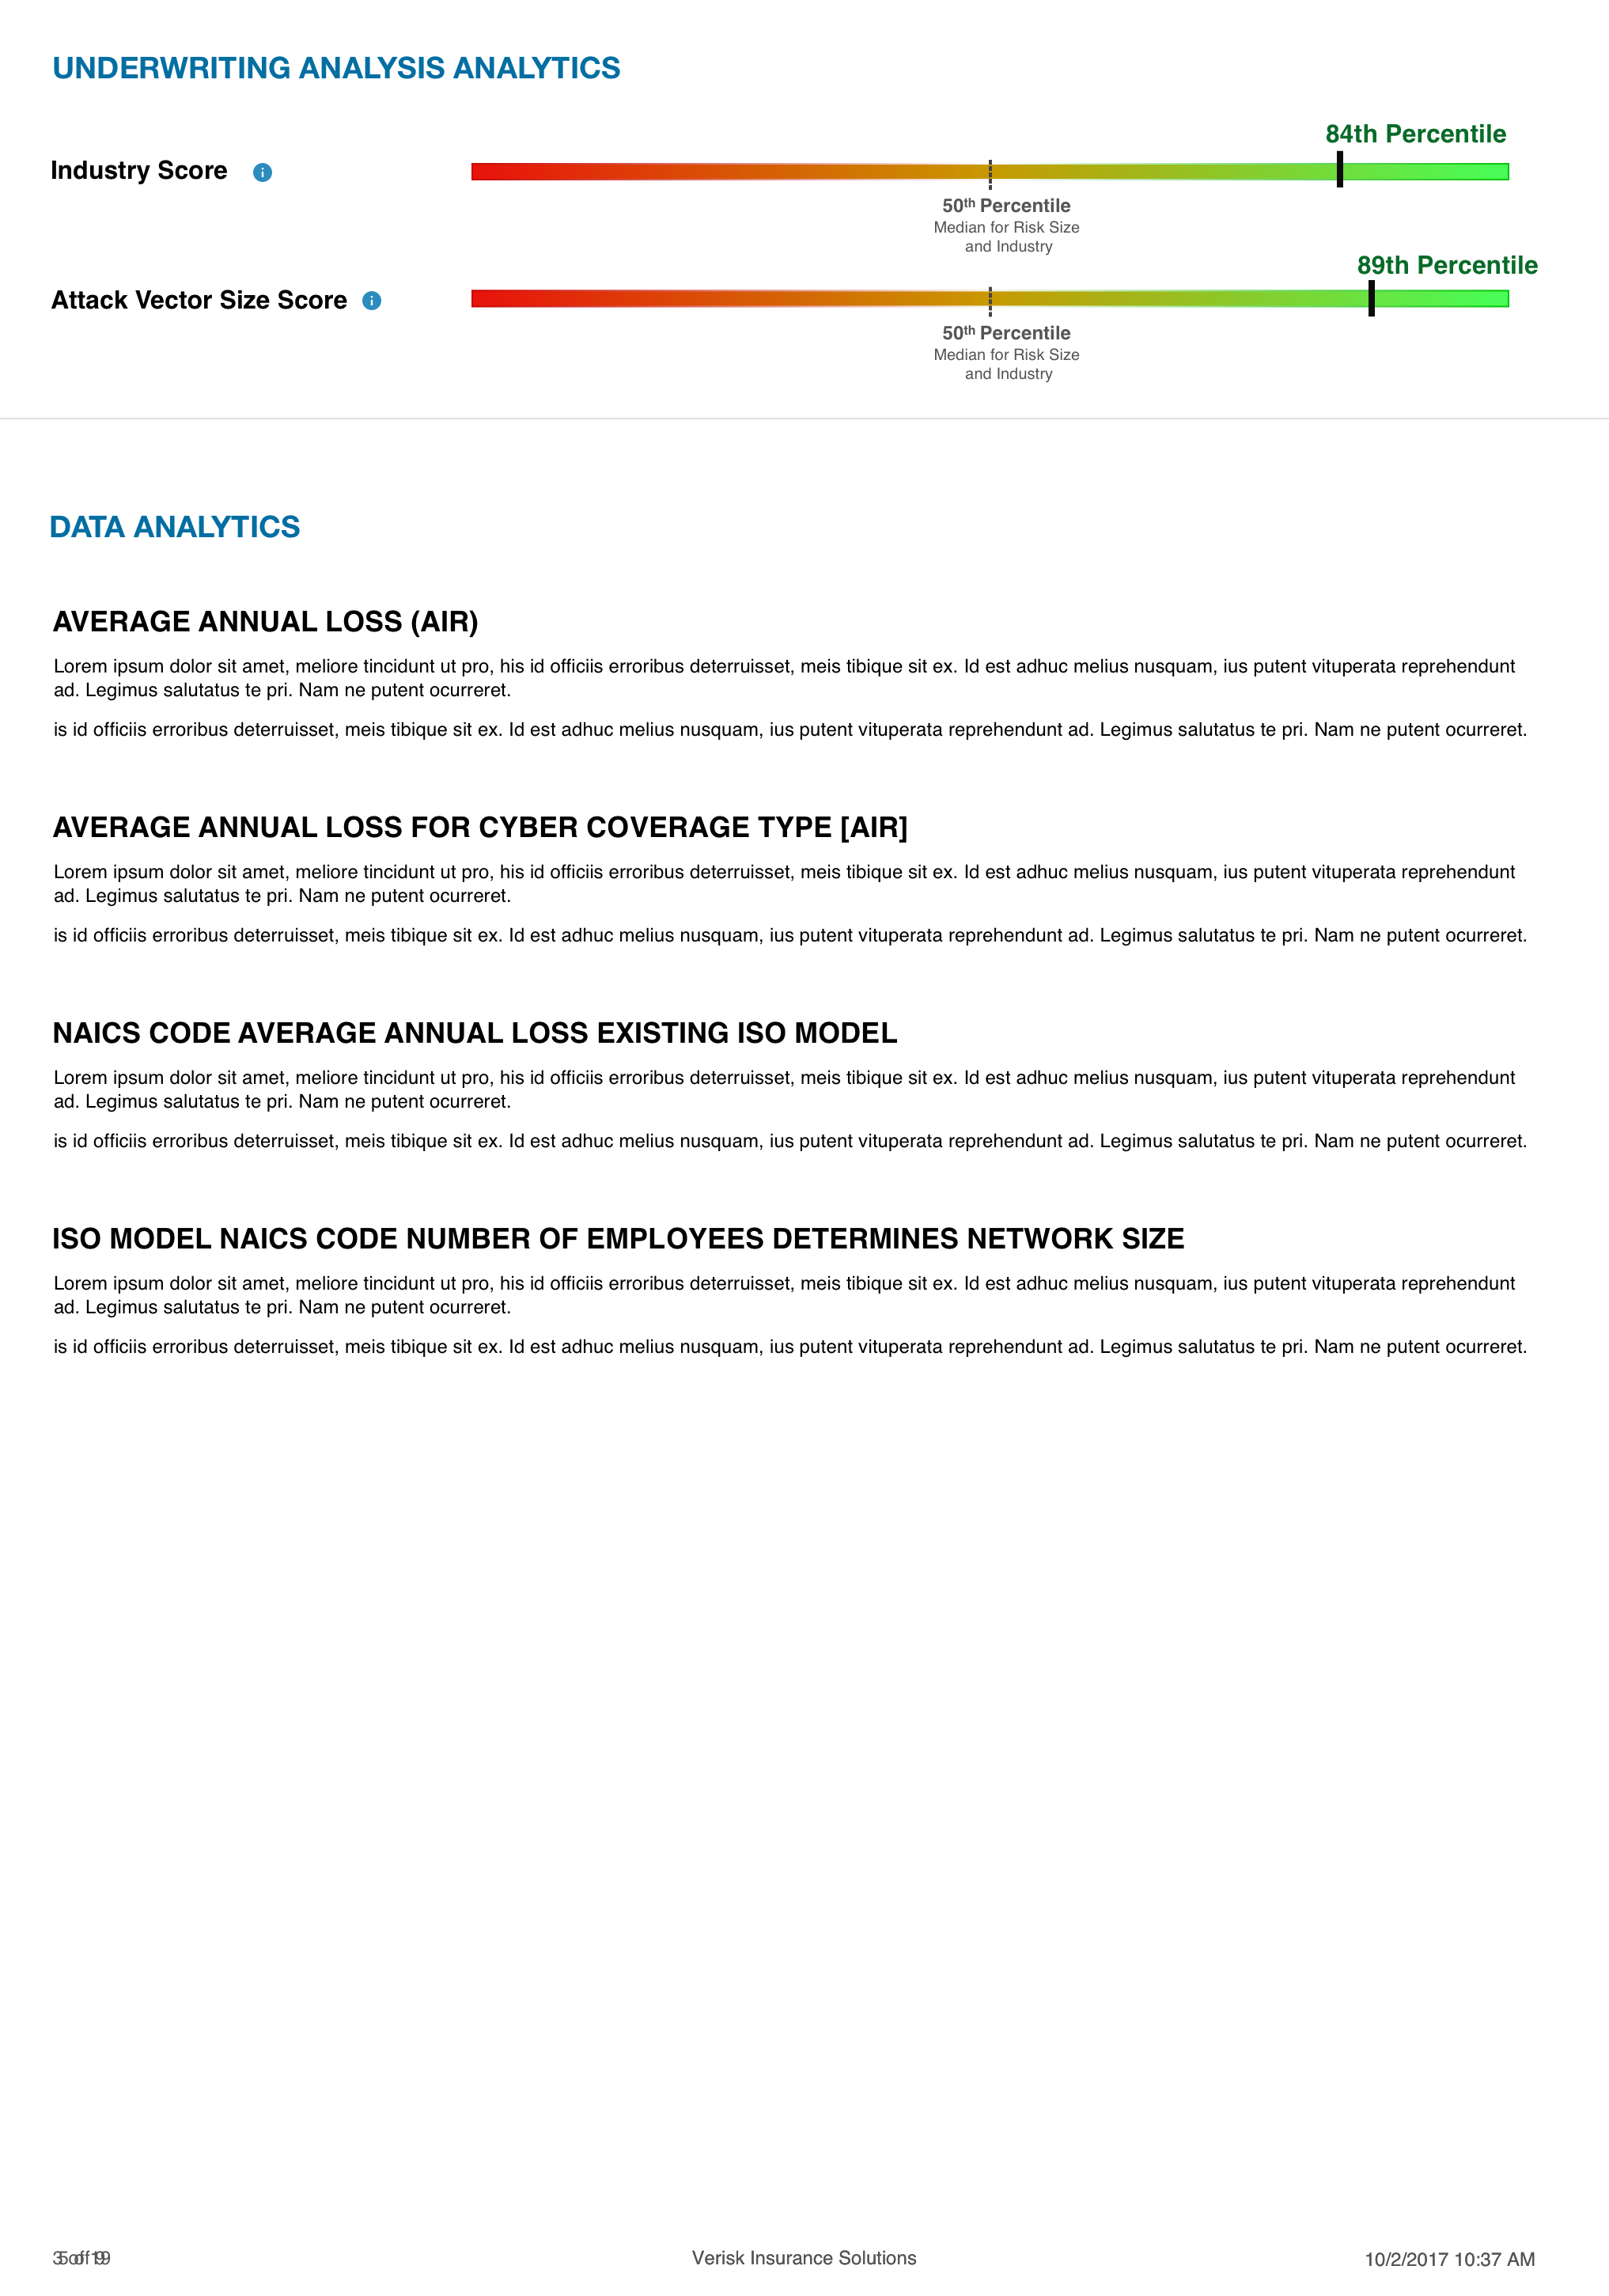 UNDERWRITING ANALYSIS ANALYTICS
84th Percentile
Industry Score
50th Percentile
Median for Risk Size
and Industry
89th Percentile
Attack Vector Size Score
50th Percentile
Median for Risk Size
and Industry
DATA ANALYTICS
AVERAGE ANNUAL LOSS (AIR)
Lorem ipsum dolor sit amet, meliore tincidunt ut pro, his id officiis erroribus deterruisset, meis tibique sit ex. Id est adhuc melius nusquam, ius putent vituperata reprehendunt
ad. Legimus salutatus te pri. Nam ne putent ocurreret.
is id officiis erroribus deterruisset, meis tibique sit ex. Id est adhuc melius nusquam, ius putent vituperata reprehendunt ad. Legimus salutatus te pri. Nam ne putent ocurreret.
AVERAGE ANNUAL LOSS FOR CYBER COVERAGE TYPE [AIR]
Lorem ipsum dolor sit amet, meliore tincidunt ut pro, his id officiis erroribus deterruisset, meis tibique sit ex. Id est adhuc melius nusquam, ius putent vituperata reprehendunt
ad. Legimus salutatus te pri. Nam ne putent ocurreret.
is id officiis erroribus deterruisset, meis tibique sit ex. Id est adhuc melius nusquam, ius putent vituperata reprehendunt ad. Legimus salutatus te pri. Nam ne putent ocurreret.
NAICS CODE AVERAGE ANNUAL LOSS EXISTING ISO MODEL
Lorem ipsum dolor sit amet, meliore tincidunt ut pro, his id officiis erroribus deterruisset, meis tibique sit ex. Id est adhuc melius nusquam, ius putent vituperata reprehendunt
ad. Legimus salutatus te pri. Nam ne putent ocurreret.
is id officiis erroribus deterruisset, meis tibique sit ex. Id est adhuc melius nusquam, ius putent vituperata reprehendunt ad. Legimus salutatus te pri. Nam ne putent ocurreret.
ISO MODEL NAICS CODE NUMBER OF EMPLOYEES DETERMINES NETWORK SIZE
Lorem ipsum dolor sit amet, meliore tincidunt ut pro, his id officiis erroribus deterruisset, meis tibique sit ex. Id est adhuc melius nusquam, ius putent vituperata reprehendunt
ad. Legimus salutatus te pri. Nam ne putent ocurreret.
is id officiis erroribus deterruisset, meis tibique sit ex. Id est adhuc melius nusquam, ius putent vituperata reprehendunt ad. Legimus salutatus te pri. Nam ne putent ocurreret.
Verisk Insurance Solutions
10/2/2017 10:37 AM